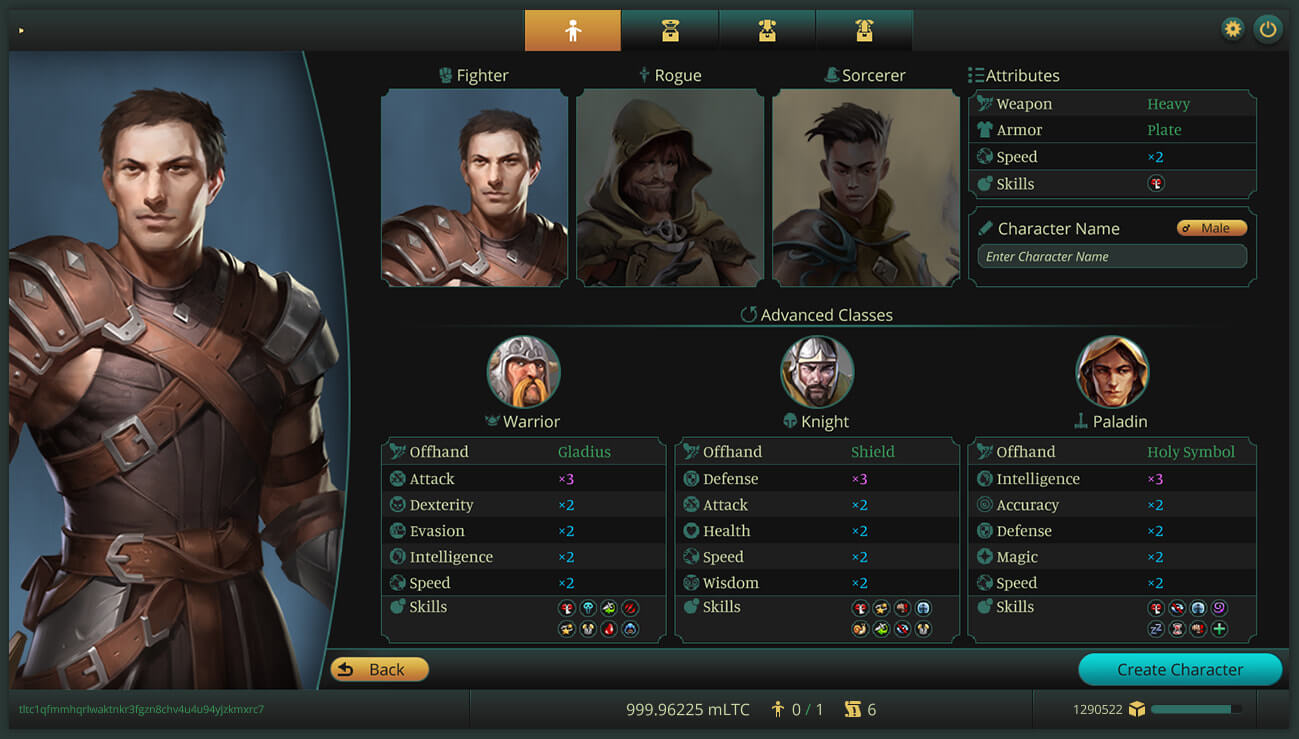 Fighter
Rogue
Sorcerer
Attributes
Weapon Heavy
Armor Plate
Speed ×2
Skills
Character Name Male
Enter Character Name
Advanced Classes
Warrior
Knight
Paladin
Offhand Gladius
Attack ×3
Dexterity ×2
Evasion ×2
Intelligence ×2
Speed ×2
Skills
Offhand Shield
Defense ×3
Attack ×2
Health ×2
Speed ×2
Wisdom ×2
Skills
Offhand Holy Symbol
Intelligence ×3
Accuracy ×2
Defense ×2
Magic ×2
Speed ×2
Skills
Back
Create Character
tltc1qfmmhqrlwaktnkr3fgzn8chv4u4u94yjzkmxrc7
999.96225 mLTC 0 / 1 6
1290522